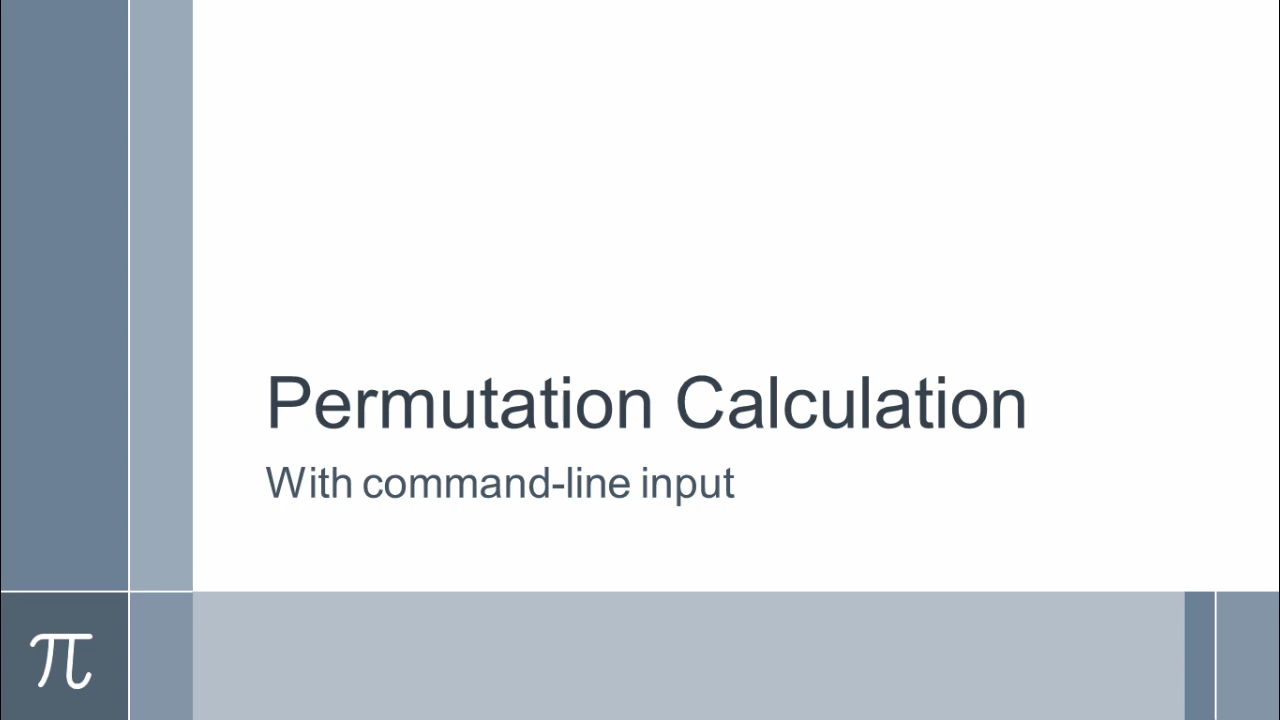 Permutation Calculation
With command-line input
π